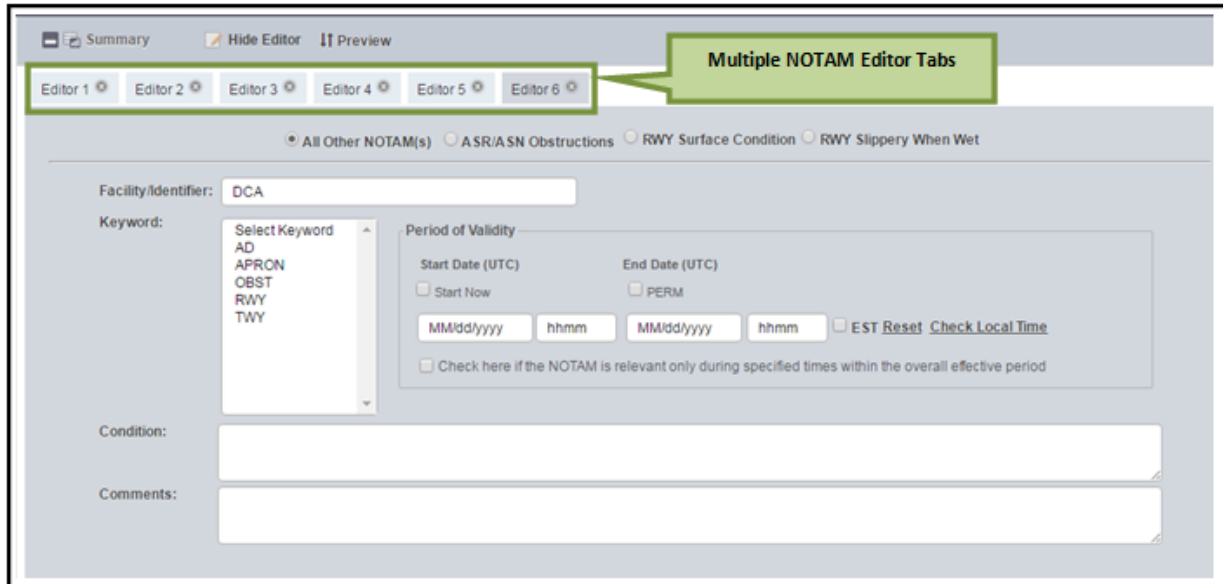 Summary Hide Editor Preview
Multiple NOTAM Editor Tabs
Editor 1 Editor 2 Editor 3 Editor 4 Editor 5 Editor 6
All Other NOTAM(s) ASR/ASN Obstructions RWY Surface Condition RWY Slippery When Wet
Facility/Identifier: DCA
Keyword:
Select Keyword
AD
APRON
OBST
RWY
TWY
Period of Validity
Start Date (UTC) End Date (UTC)
Start Now PERM
MM/dd/yyyy hhmm MM/dd/yyyy hhmm EST Reset Check Local Time
Check here if the NOTAM is relevant only during specified times within the overall effective period
Condition:
Comments: